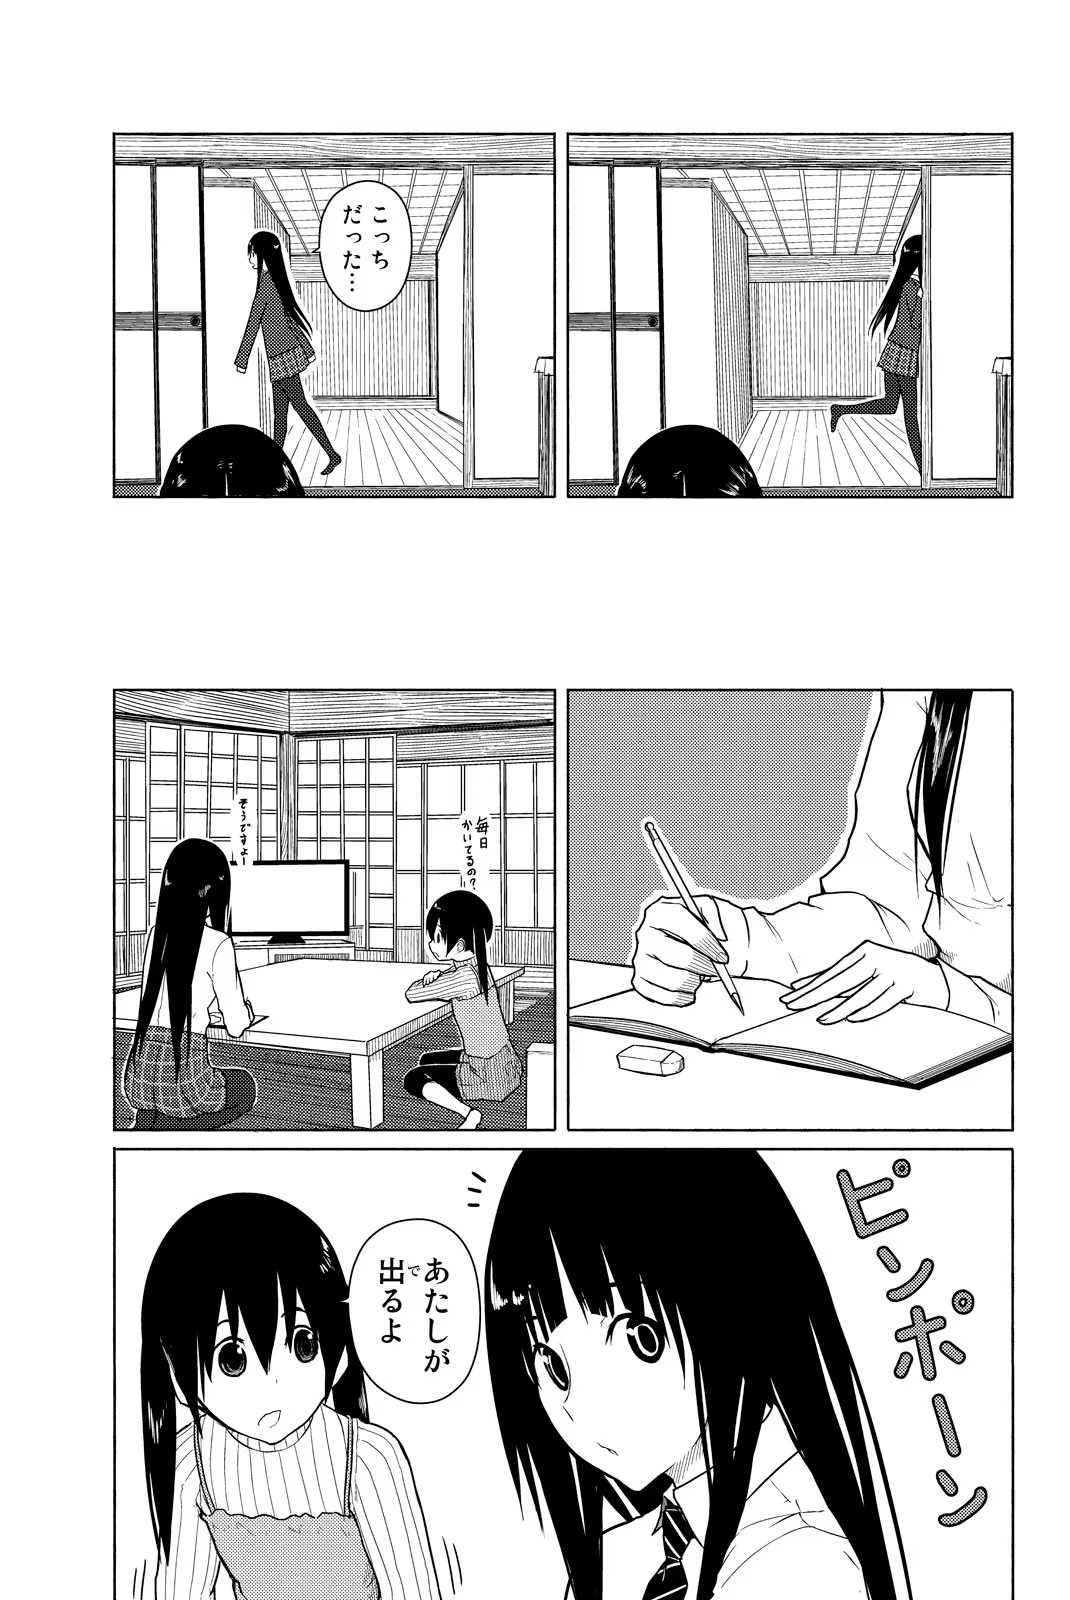 こっち
だった…
毎日
かいてるの？
そうですよー
ピンポーン
あたしが
出るよ
で